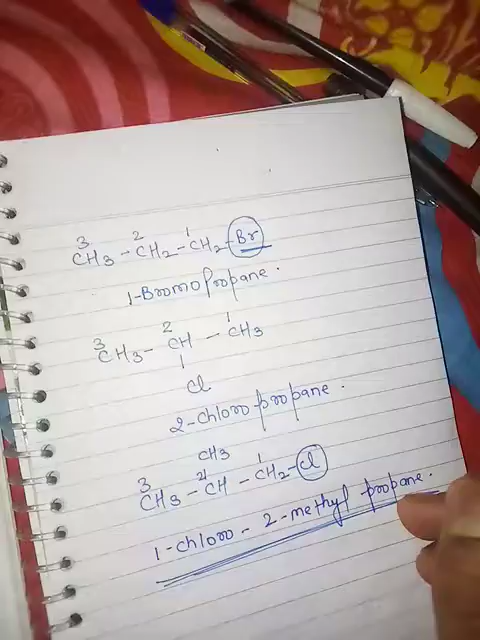 3 2 1
CH3 - CH2 - CH2 - Br
1-Bromo Propane.
3 2 1
CH3 - CH - CH3
Cl
2-chloro propane.
CH3
3 2 1
CH3 - CH - CH2 - Cl
1-chloro - 2-methyl propane.